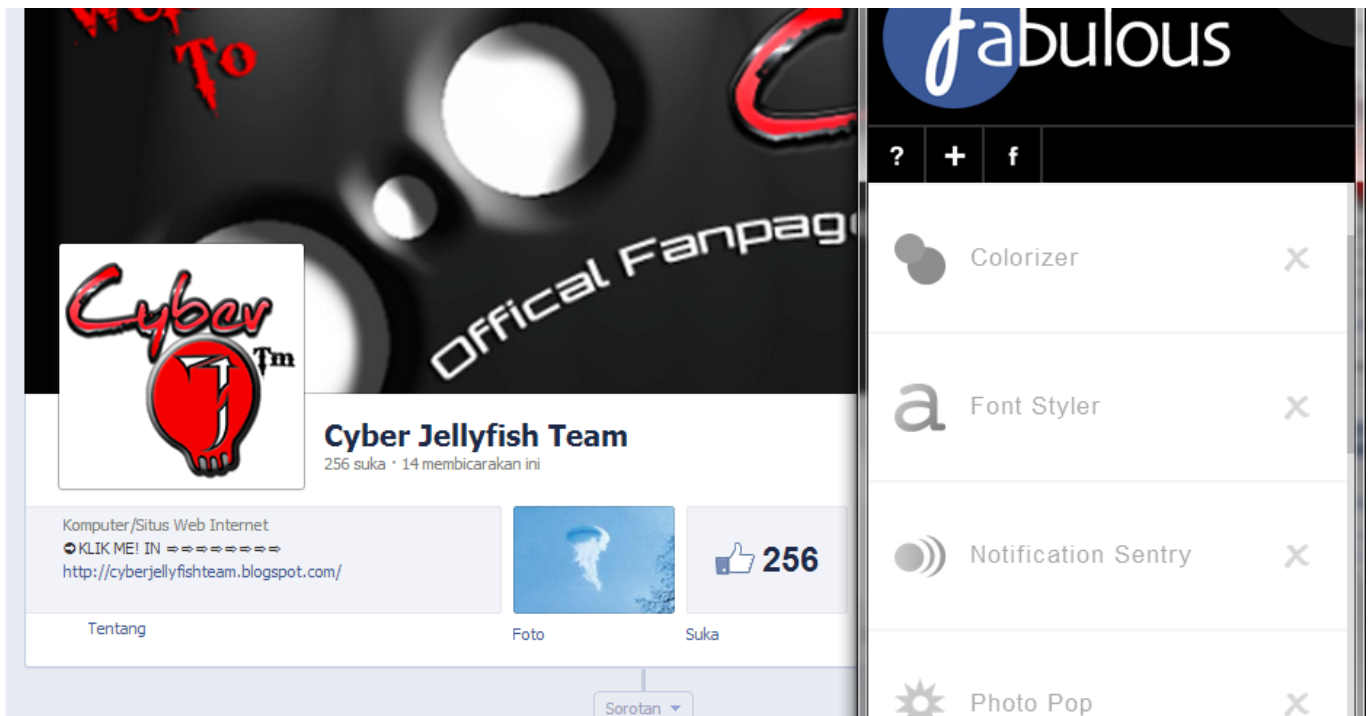 To
Offical Fanpage
Cyber
J
Tm
Cyber Jellyfish Team
256 suka · 14 membicarakan ini
Komputer/Situs Web Internet
➲ KLIK ME! IN ⇨⇨⇨⇨⇨⇨⇨⇨
http://cyberjellyfishteam.blogspot.com/
256
Tentang
Foto
Suka
Sorotan
fabulous
? + f
Colorizer
Font Styler
Notification Sentry
Photo Pop